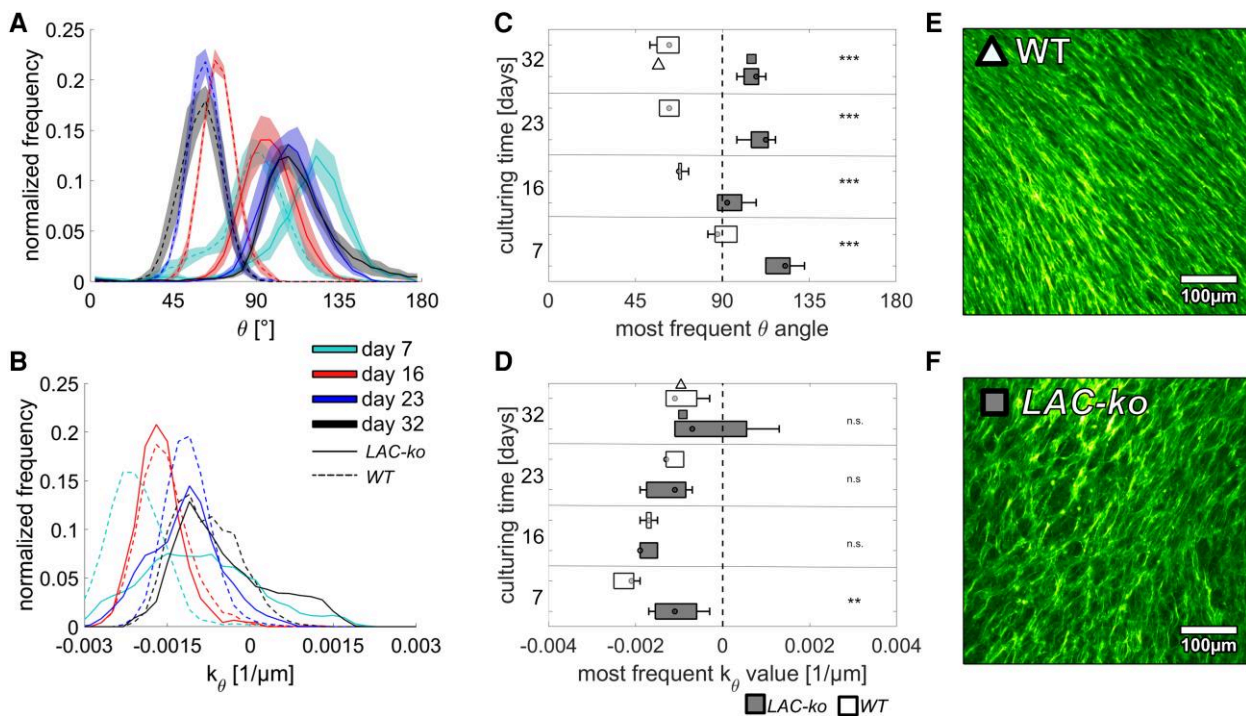 A
normalized frequency
0.25
0.2
0.15
0.1
0.05
0
0 45 90 135 180
θ [°]
day 7
day 16
day 23
day 32
LAC-ko
WT
B
normalized frequency
0.25
0.2
0.15
0.1
0.05
0
-0.003 -0.0015 0 0.0015 0.003
kθ [1/µm]
C
culturing time [days]
32 ***
23 ***
16 ***
7 ***
0 45 90 135 180
most frequent θ angle
D
culturing time [days]
32 n.s.
23 n.s
16 n.s.
7 **
-0.004 -0.002 0 0.002 0.004
most frequent kθ value [1/µm]
LAC-ko WT
E
WT
100µm
F
LAC-ko
100µm